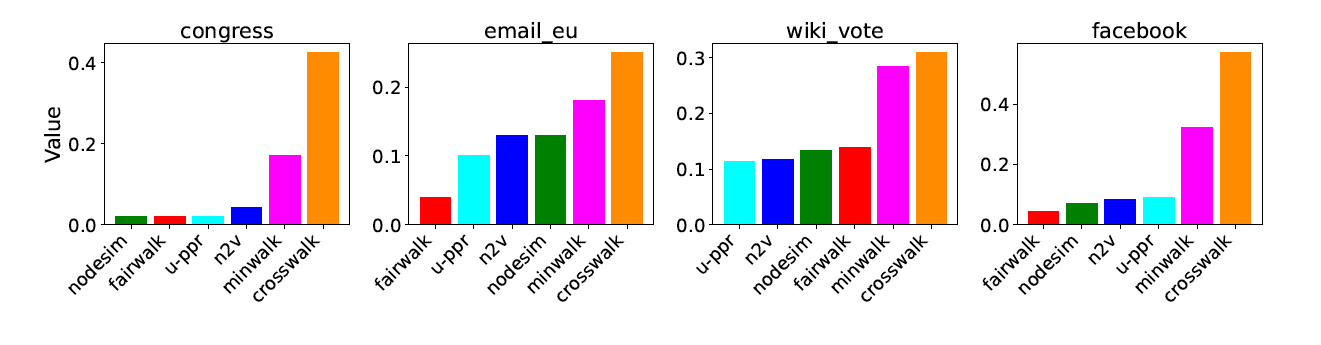 congress
email_eu
wiki_vote
facebook
Value
0.4
0.2
0.0
nodesim
fairwalk
u-ppr
n2v
minwalk
crosswalk
0.2
0.1
0.0
fairwalk
u-ppr
n2v
nodesim
minwalk
crosswalk
0.3
0.2
0.1
0.0
u-ppr
n2v
nodesim
fairwalk
minwalk
crosswalk
0.4
0.2
0.0
fairwalk
nodesim
n2v
u-ppr
minwalk
crosswalk